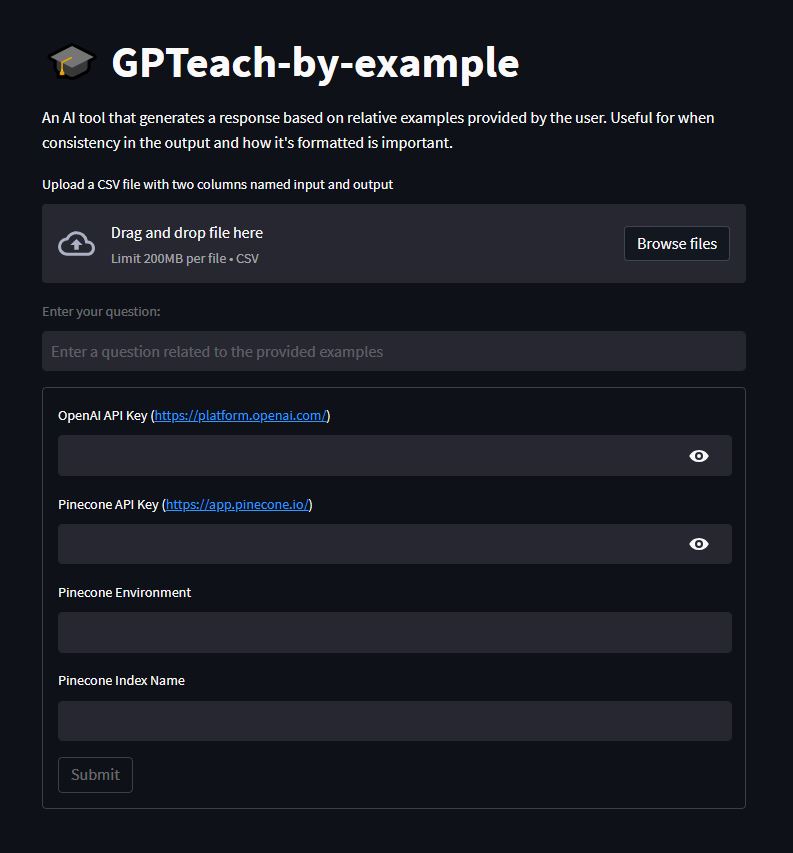 GPTeach-by-example
An AI tool that generates a response based on relative examples provided by the user. Useful for when
consistency in the output and how it's formatted is important.
Upload a CSV file with two columns named input and output
Drag and drop file here
Limit 200MB per file • CSV
Browse files
Enter your question:
Enter a question related to the provided examples
OpenAI API Key (https://platform.openai.com/)
Pinecone API Key (https://app.pinecone.io/)
Pinecone Environment
Pinecone Index Name
Submit